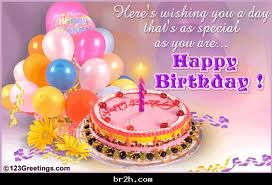 Here's wishing you a day
that's as special
as you are...
Happy
Birthday !
©123Greetings.com
br2h.com